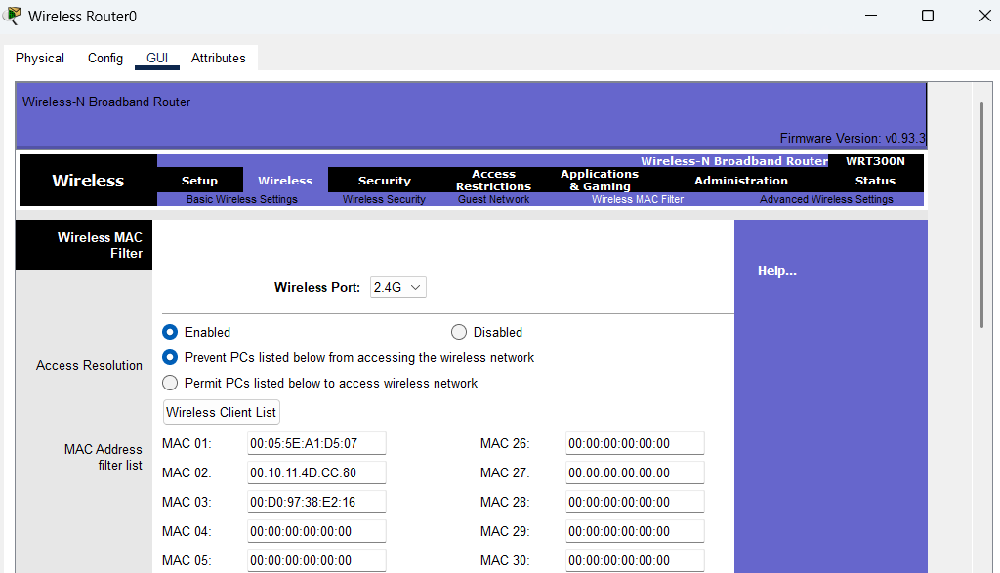 Wireless Router0
Physical Config GUI Attributes
Wireless-N Broadband Router
Firmware Version: v0.93.3
Wireless-N Broadband Router WRT300N
Wireless
Setup Wireless Security Access Restrictions Applications & Gaming Administration Status
Basic Wireless Settings Wireless Security Guest Network Wireless MAC Filter Advanced Wireless Settings
Wireless MAC
Filter
Help...
Wireless Port: 2.4G
Enabled Disabled
Prevent PCs listed below from accessing the wireless network
Access Resolution
Permit PCs listed below to access wireless network
Wireless Client List
MAC Address
filter list
MAC 01: 00:05:5E:A1:D5:07 MAC 26: 00:00:00:00:00:00
MAC 02: 00:10:11:4D:CC:80 MAC 27: 00:00:00:00:00:00
MAC 03: 00:D0:97:38:E2:16 MAC 28: 00:00:00:00:00:00
MAC 04: 00:00:00:00:00:00 MAC 29: 00:00:00:00:00:00
MAC 05: 00:00:00:00:00:00 MAC 30: 00:00:00:00:00:00